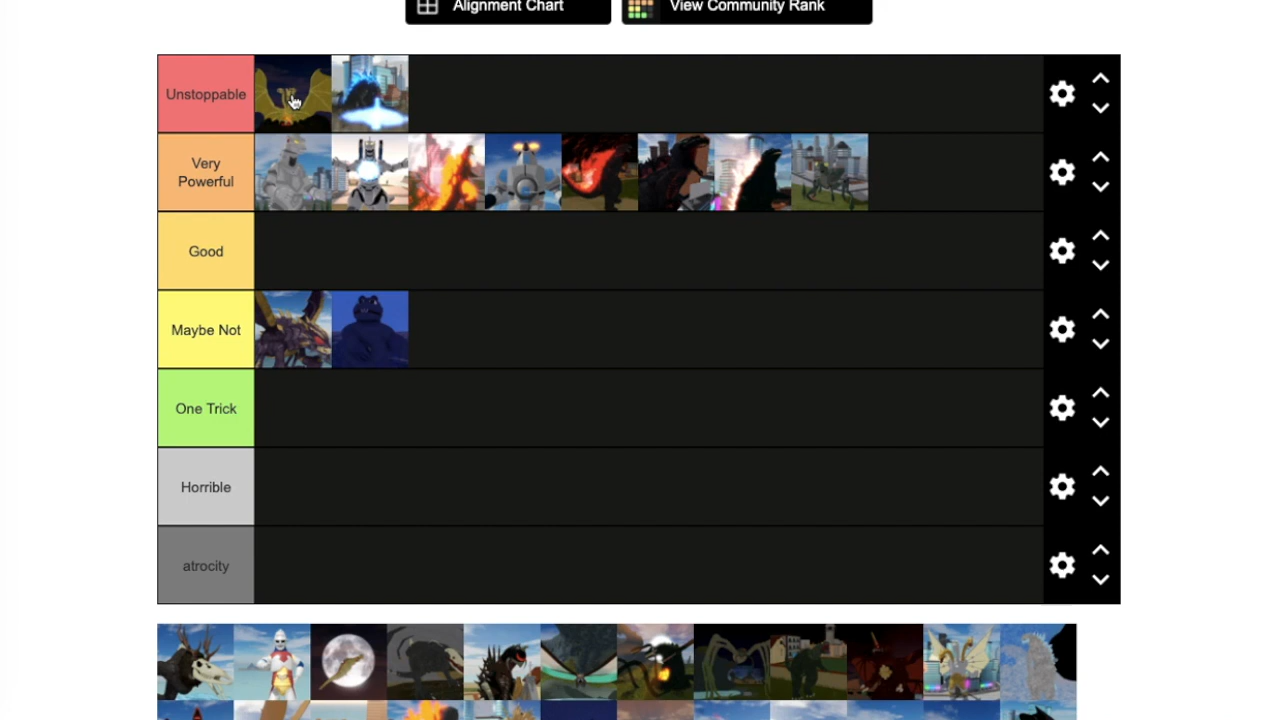 Alignment Chart
View Community Rank
Unstoppable
Very
Powerful
Good
Maybe Not
One Trick
Horrible
atrocity